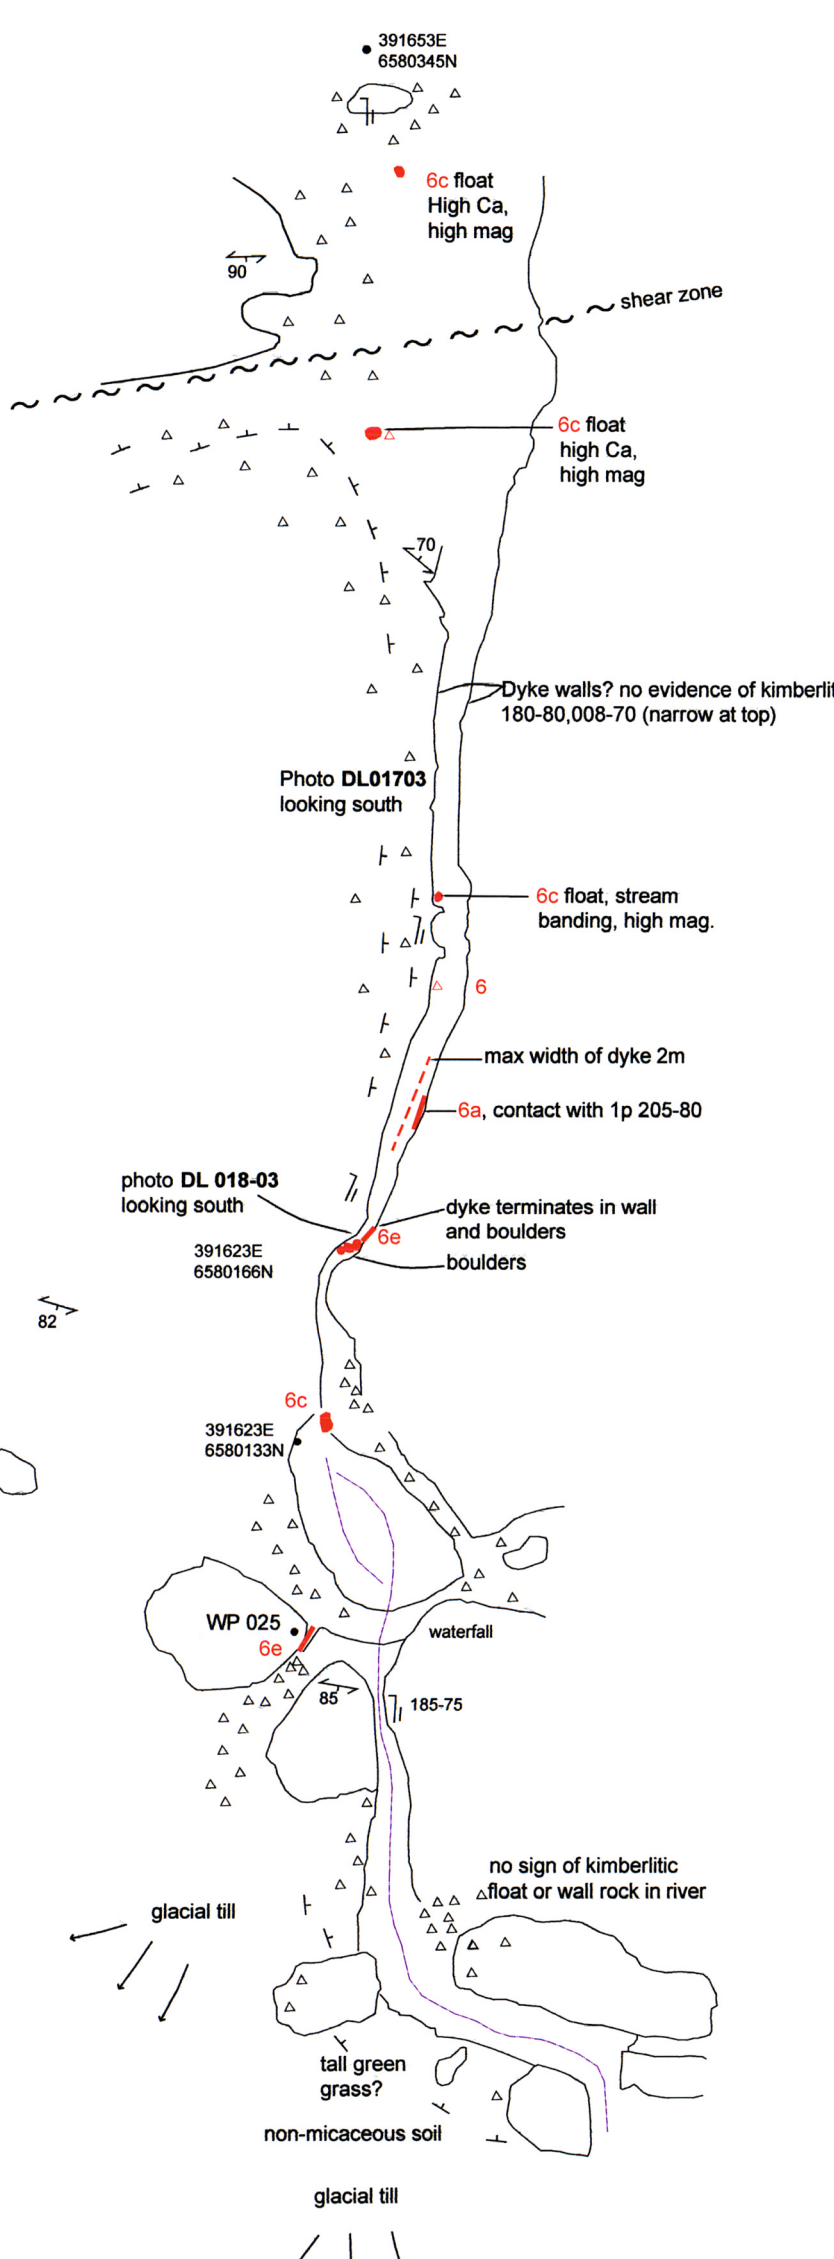 391653E
6580345N
6c float
High Ca,
high mag
90
shear zone
6c float
high Ca,
high mag
70
Dyke walls? no evidence of kimberlit
180-80,008-70 (narrow at top)
Photo DL01703
looking south
6c float, stream
banding, high mag.
6
max width of dyke 2m
6a, contact with 1p 205-80
photo DL 018-03
looking south
dyke terminates in wall
and boulders
6e
391623E
6580166N
boulders
82
6c
391623E
6580133N
WP 025
6e
waterfall
85
185-75
no sign of kimberlitic
float or wall rock in river
glacial till
tall green
grass?
non-micaceous soil
glacial till